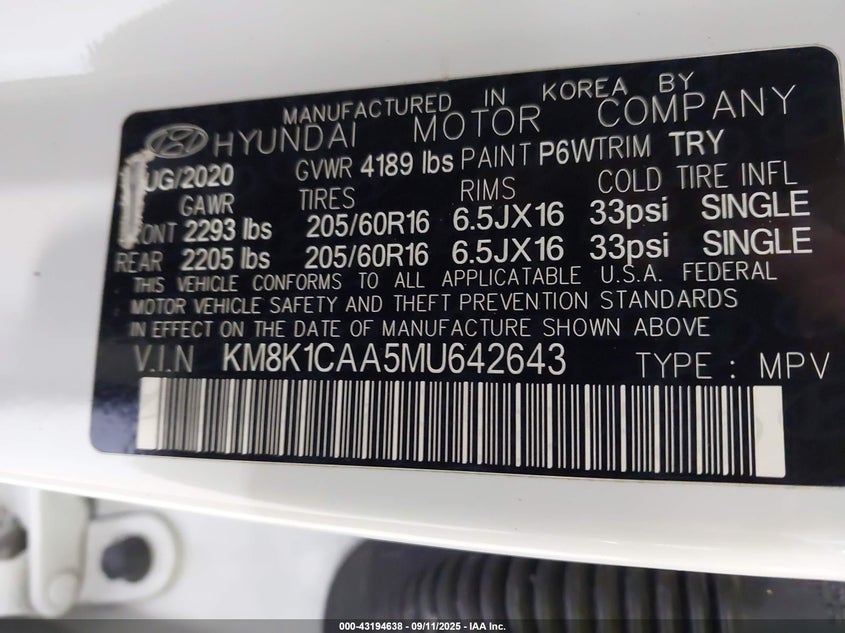 MANUFACTURED IN KOREA BY
HYUNDAI MOTOR COMPANY
UG/2020 GVWR 4189 lbs PAINT P6W TRIM TRY
GAWR TIRES RIMS COLD TIRE INFL
ONT 2293 lbs 205/60R16 6.5JX16 33psi SINGLE
REAR 2205 lbs 205/60R16 6.5JX16 33psi SINGLE
THIS VEHICLE CONFORMS TO ALL APPLICATABLE U.S.A. FEDERAL
MOTOR VEHICLE SAFETY AND THEFT PREVENTION STANDARDS
IN EFFECT ON THE DATE OF MANUFACTURE SHOWN ABOVE
V.I.N KM8K1CAA5MU642643 TYPE : MPV
000-43194638 - 09/11/2025 - IAA Inc.